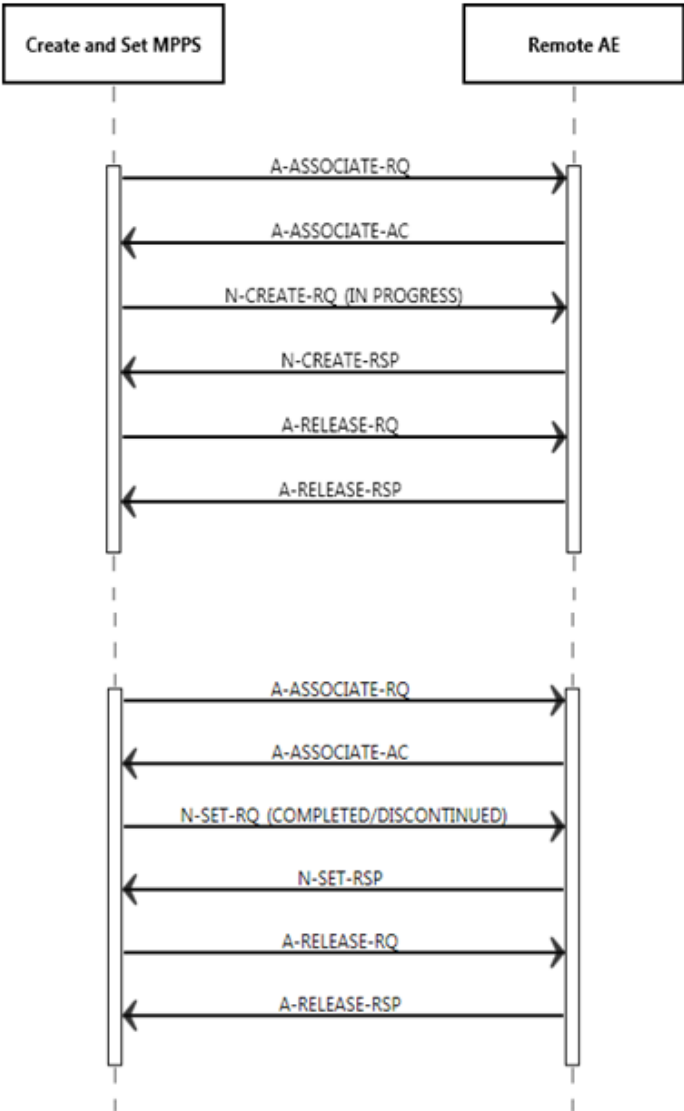 Create and Set MPPS
Remote AE
A-ASSOCIATE-RQ
A-ASSOCIATE-AC
N-CREATE-RQ (IN PROGRESS)
N-CREATE-RSP
A-RELEASE-RQ
A-RELEASE-RSP
A-ASSOCIATE-RQ
A-ASSOCIATE-AC
N-SET-RQ (COMPLETED/DISCONTINUED)
N-SET-RSP
A-RELEASE-RQ
A-RELEASE-RSP